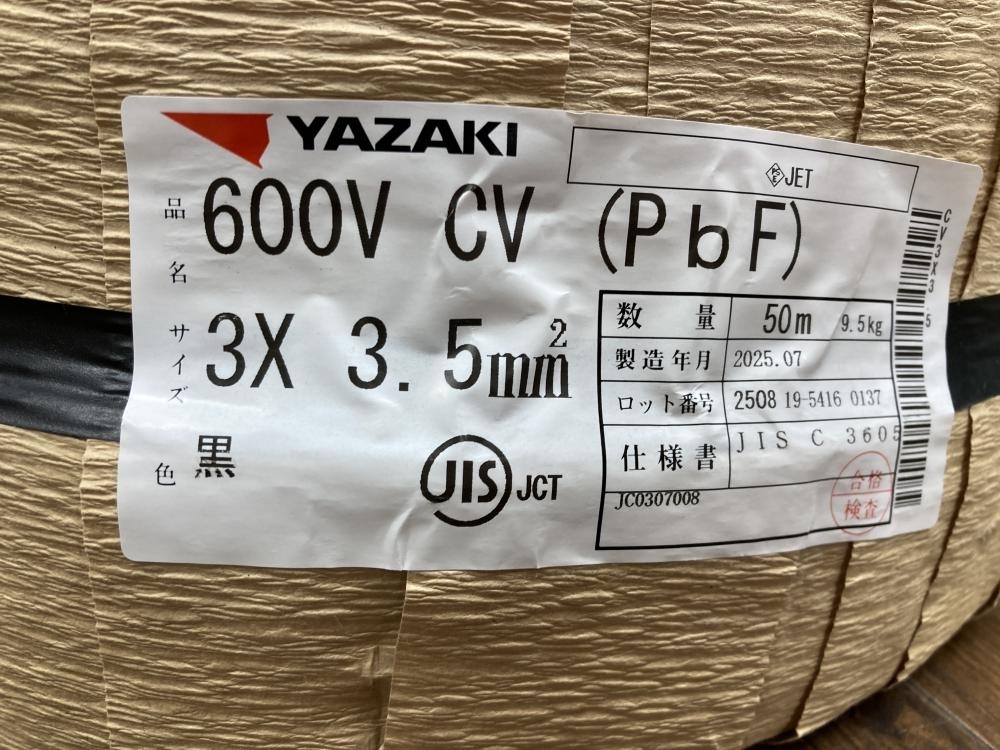 YAZAKI
PSE JET
品名 600V CV (PbF)
サイズ 3X 3.5mm2
色 黒
JIS JCT
数量 50m 9.5kg
製造年月 2025.07
ロット番号 2508 19-5416 0137
仕様書 JIS C 3605
JC0307008
合格
検査
CV3X3.5